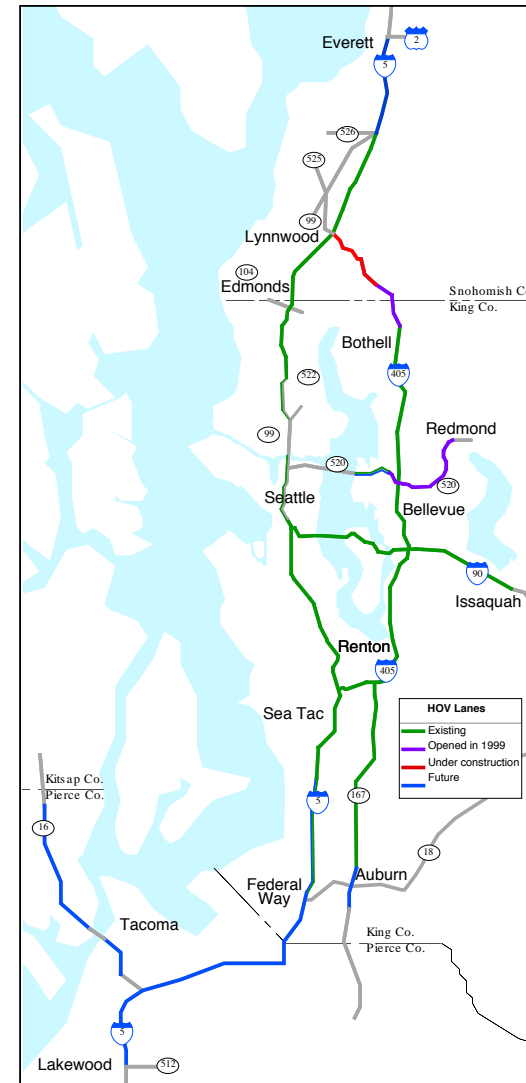 Everett
2
5
526
525
99
Lynnwood
104
Edmonds
Snohomish C
King Co.
Bothell
522
405
Redmond
99
520
520
Seattle
Bellevue
90
Issaquah
Renton
405
HOV Lanes
Existing
Opened in 1999
Under construction
Future
Sea Tac
Kitsap Co.
Pierce Co.
5
167
16
18
Federal
Way
Auburn
Tacoma
King Co.
Pierce Co.
5
Lakewood
512